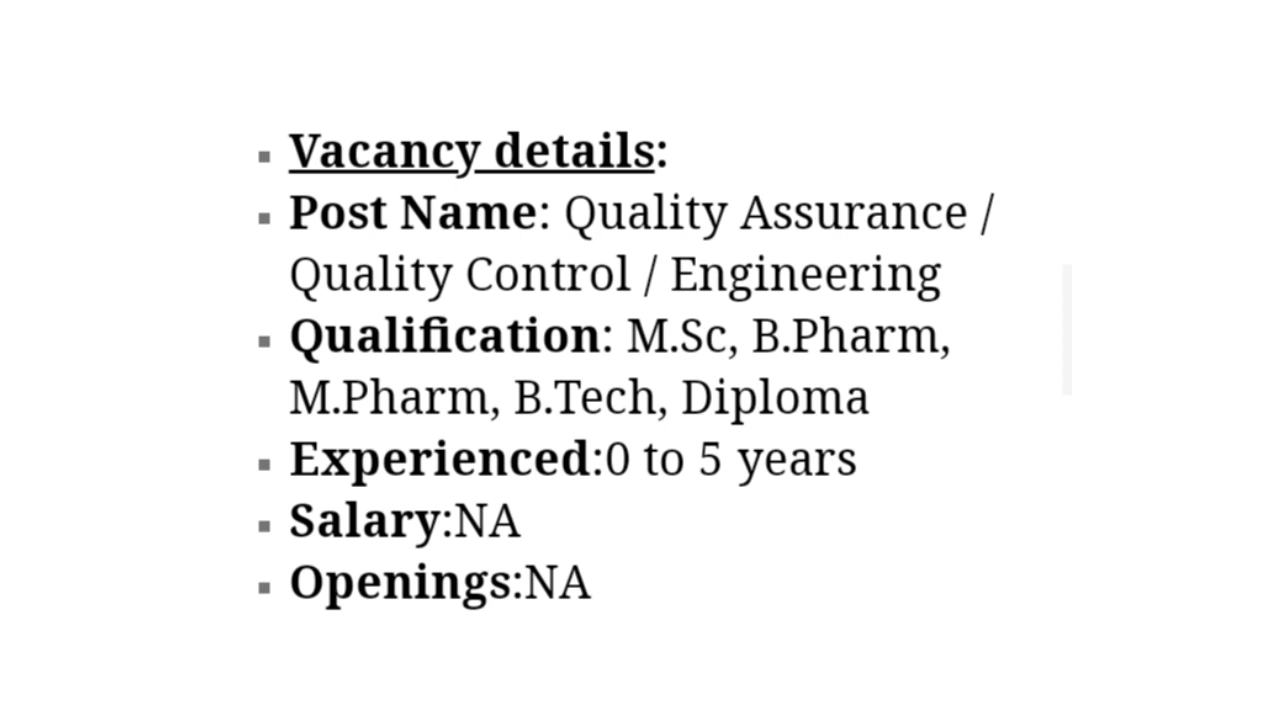 ▪ Vacancy details:
▪ Post Name: Quality Assurance /
Quality Control / Engineering
▪ Qualification: M.Sc, B.Pharm,
M.Pharm, B.Tech, Diploma
▪ Experienced:0 to 5 years
▪ Salary:NA
▪ Openings:NA